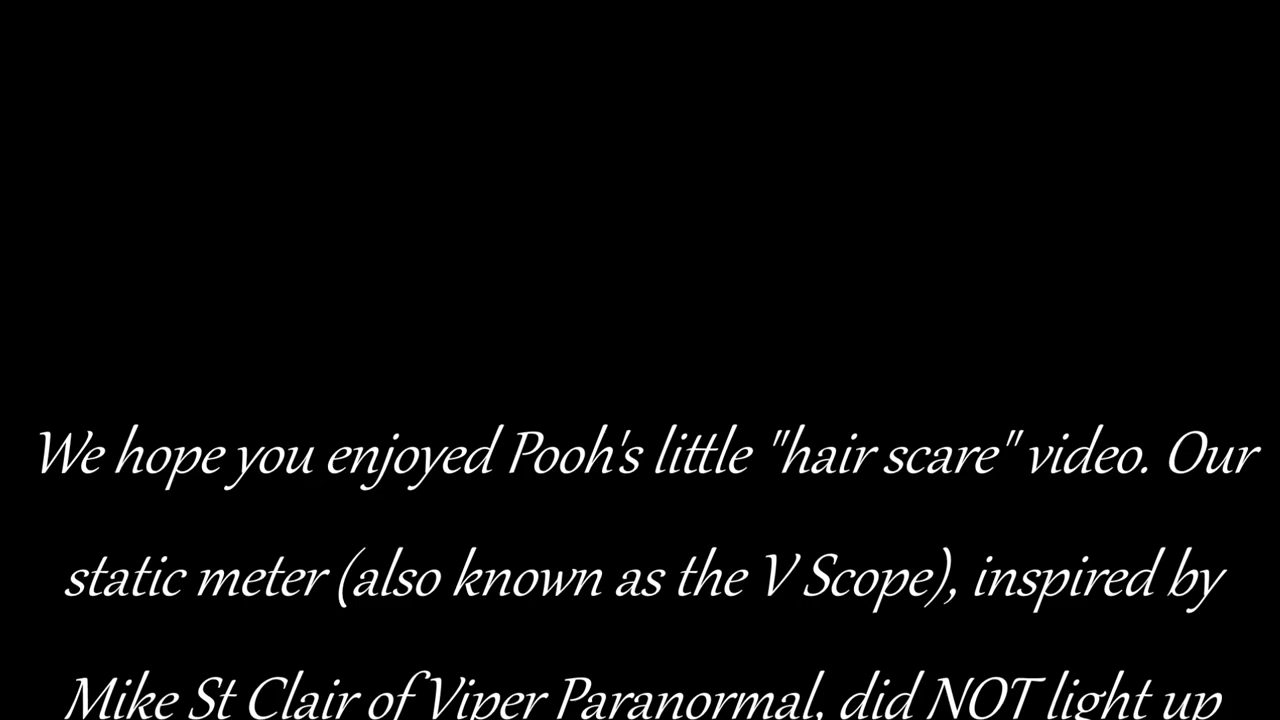 We hope you enjoyed Pooh's little "hair scare" video. Our
static meter (also known as the V Scope), inspired by
Mike St Clair of Viper Paranormal, did NOT light up